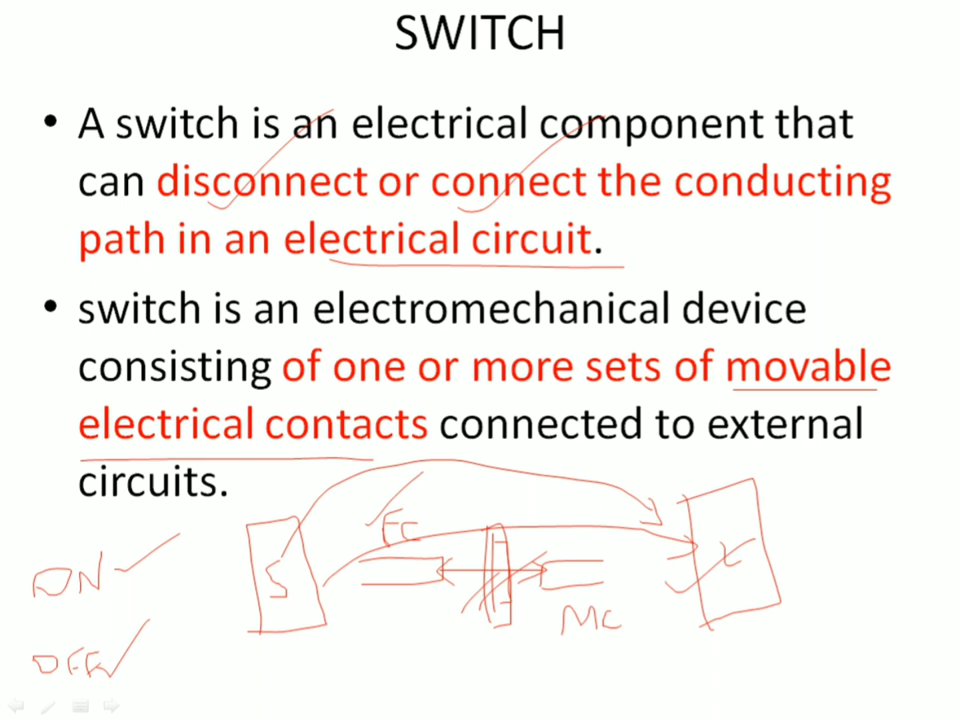 SWITCH
• A switch is an electrical component that
can disconnect or connect the conducting
path in an electrical circuit.
• switch is an electromechanical device
consisting of one or more sets of movable
electrical contacts connected to external
circuits.
FC
S
L
ON
MC
OFF